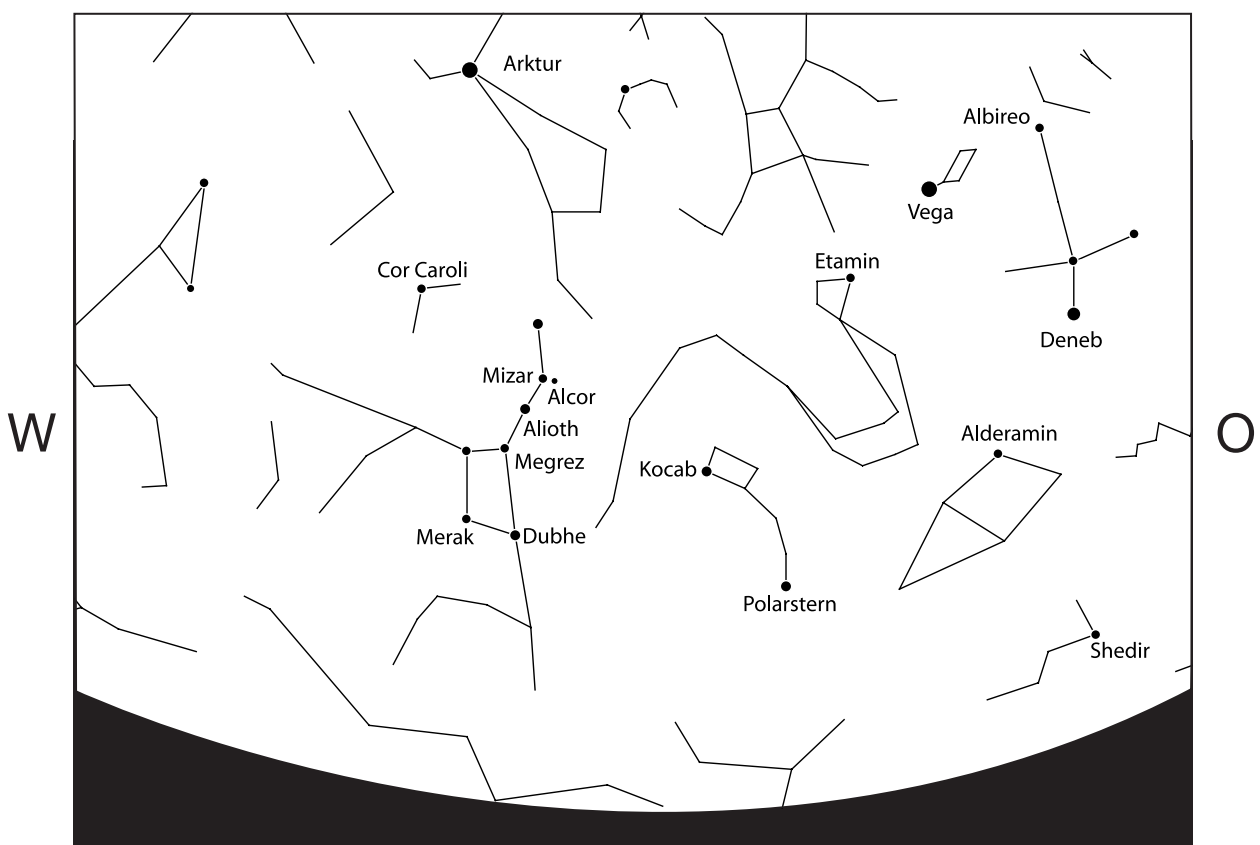 Arktur
Albireo
Vega
Cor Caroli
Etamin
Deneb
Mizar
Alcor
Alioth
W
O
Megrez
Alderamin
Kocab
Merak
Dubhe
Polarstern
Shedir